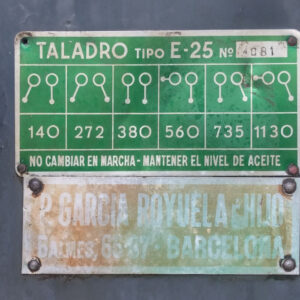 TALADRO TIPO E-25 Nº 4081
140 272 380 560 735 1130
NO CAMBIAR EN MARCHA - MANTENER EL NIVEL DE ACEITE
P. GARCIA ROYUELA E HIJO
BARCELONA